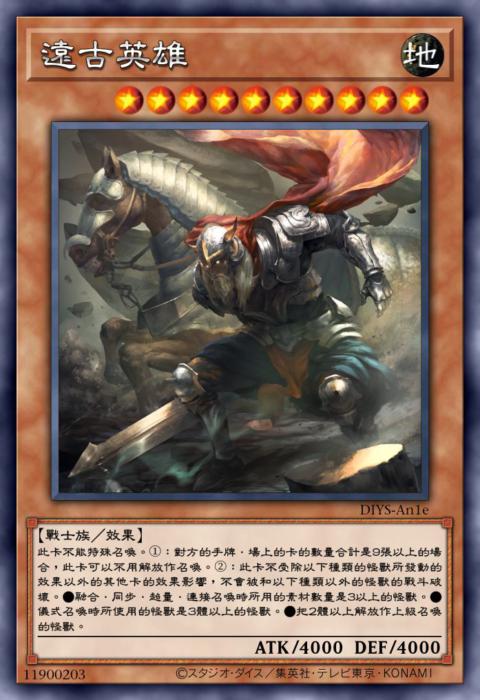 遠古英雄
地
DIYS-An1e
【戰士族／效果】
此卡不能特殊召喚。①：對方的手牌・場上的卡的數量合計是9張以上的場
合，此卡可以不用解放作召喚。②：此卡不受除以下種類的怪獸所發動的
效果以外的其他卡的效果影響，不會被和以下種類以外的怪獸的戰斗破
壞。●融合・同步・超量・連接召喚時所用的素材數量是3以上的怪獸。●
儀式召喚時所使用的怪獸是3體以上的怪獸。●把2體以上解放作上級召喚
的怪獸。
ATK/4000 DEF/4000
11900203
©スタジオ・ダイス／集英社・テレビ東京・KONAMI